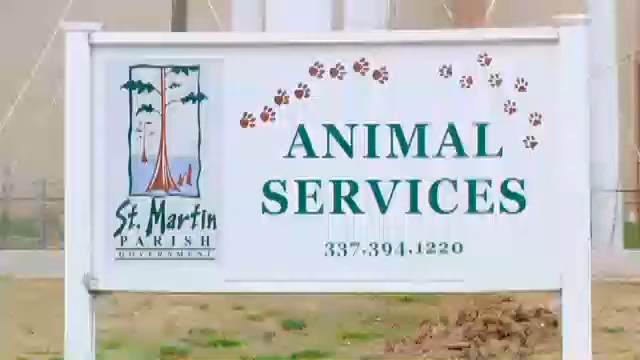 St. Martin
PARISH
GOVERNMENT
ANIMAL
SERVICES
337.394.1220